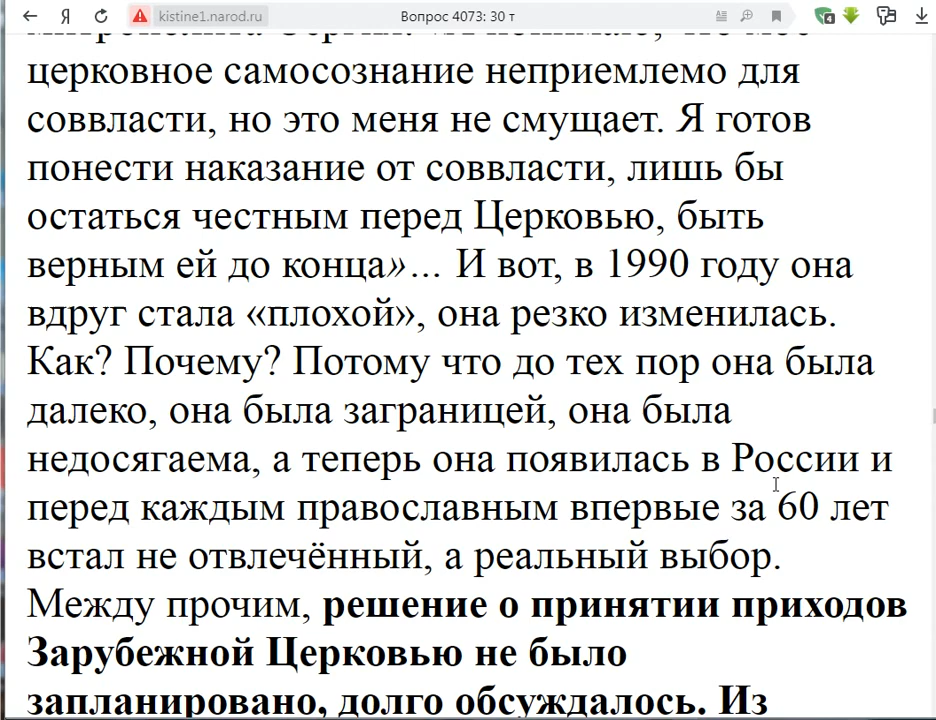 Я kistine1.narod.ru Вопрос 4073: 30 т 4
церковное самосознание неприемлемо для
соввласти, но это меня не смущает. Я готов
понести наказание от соввласти, лишь бы
остаться честным перед Церковью, быть
верным ей до конца»... И вот, в 1990 году она
вдруг стала «плохой», она резко изменилась.
Как? Почему? Потому что до тех пор она была
далеко, она была заграницей, она была
недосягаема, а теперь она появилась в России и
перед каждым православным впервые за 60 лет
встал не отвлечённый, а реальный выбор.
Между прочим, решение о принятии приходов
Зарубежной Церковью не было
запланировано, долго обсуждалось. Из